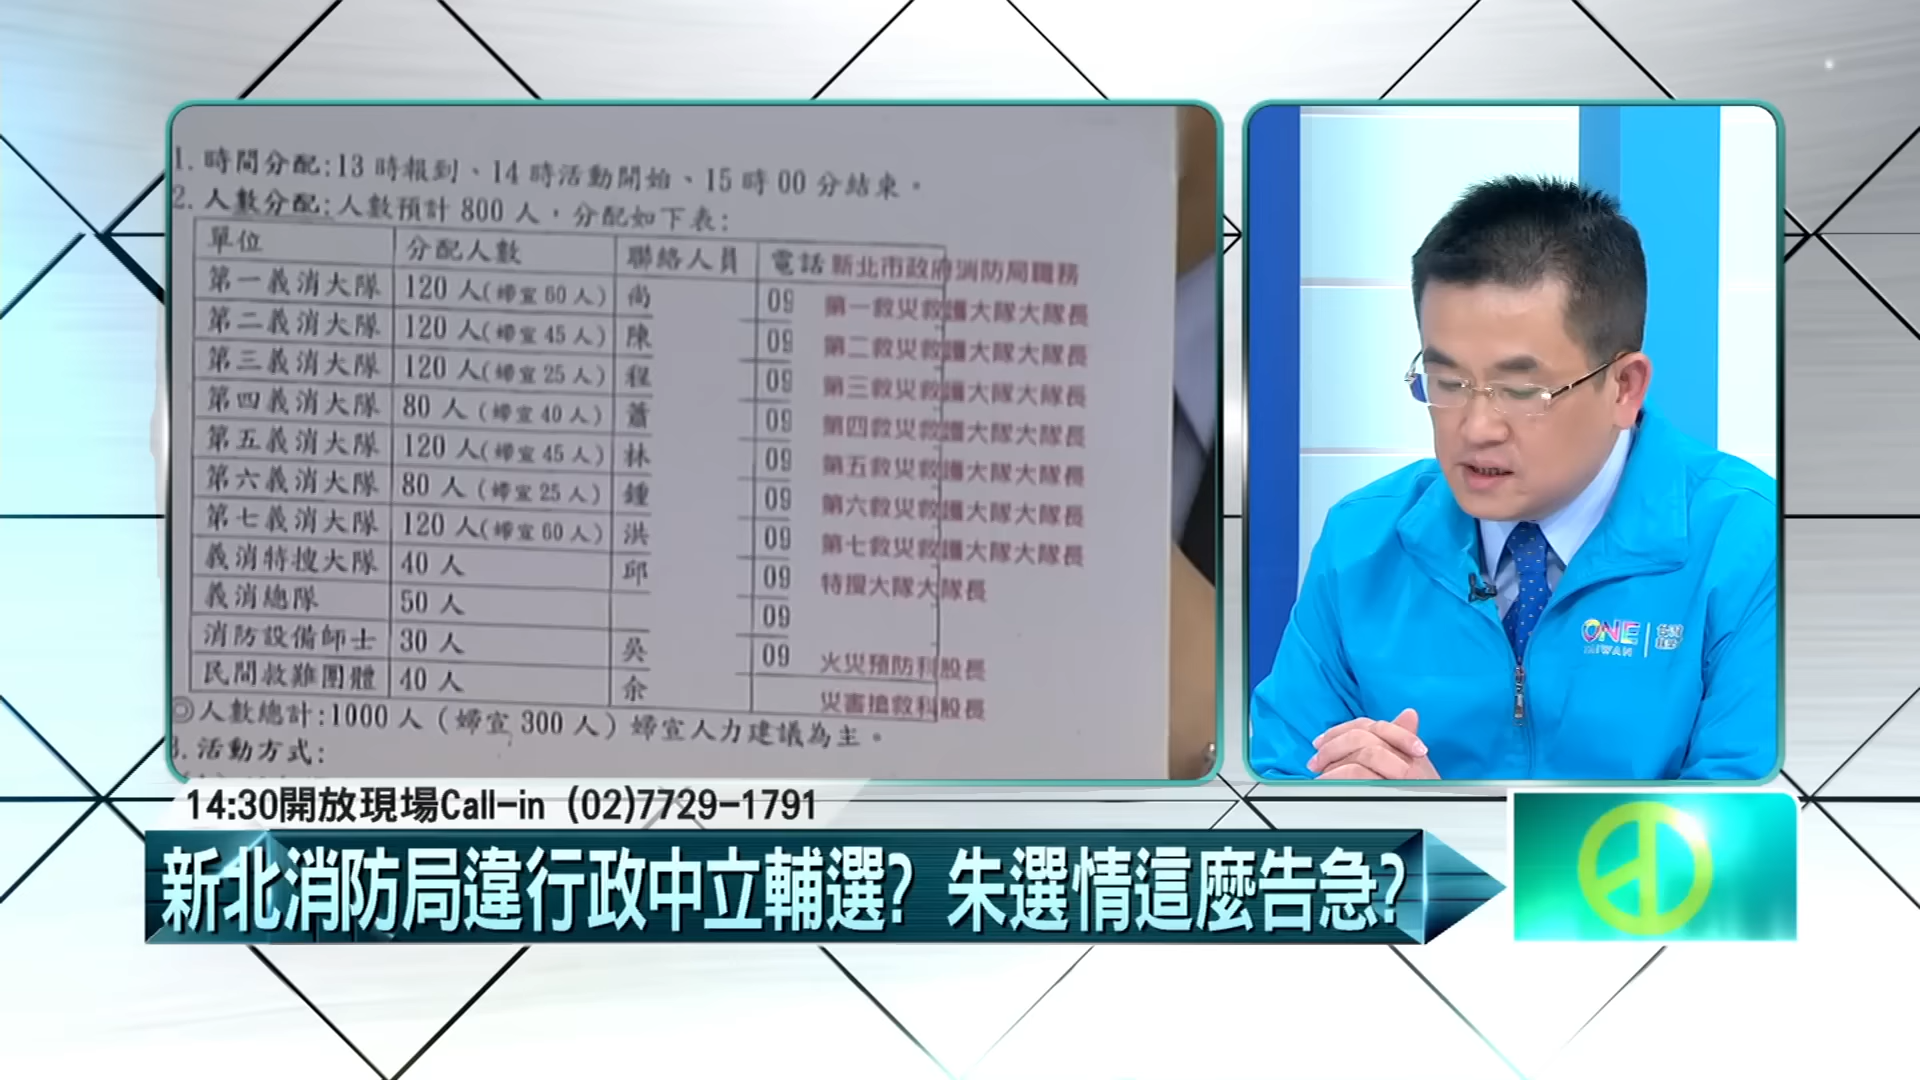 1. 時間分配:13 時報到、14 時活動開始、15 時 00 分結束。
2. 人數分配:人數預計 800 人，分配如下表:
單位 分配人數 聯絡人員 電話 新北市政府消防局職務
第一義消大隊 120 人(婦宣 60 人) 尚 09 第一救災救護大隊大隊長
第二義消大隊 120 人(婦宣 45 人) 陳 09 第二救災救護大隊大隊長
第三義消大隊 120 人(婦宣 25 人) 程 09 第三救災救護大隊大隊長
第四義消大隊 80 人 (婦宣 40 人) 蕭 09 第四救災救護大隊大隊長
第五義消大隊 120 人(婦宣 45 人) 林 09 第五救災救護大隊大隊長
第六義消大隊 80 人 (婦宣 25 人) 鍾 09 第六救災救護大隊大隊長
第七義消大隊 120 人(婦宣 60 人) 洪 09 第七救災救護大隊大隊長
義消特搜大隊 40 人 邱 09 特搜大隊大隊長
義消總隊 50 人 09
消防設備師士 30 人 吳 09 火災預防科股長
民間救難團體 40 人 余 災害搶救科股長
◎人數總計:1000 人 (婦宣 300 人) 婦宣人力建議為主。
3. 活動方式:
ONE 台灣
TAIWAN
14:30開放現場Call-in (02)7729-1791
新北消防局違行政中立輔選? 朱選情這麼告急?